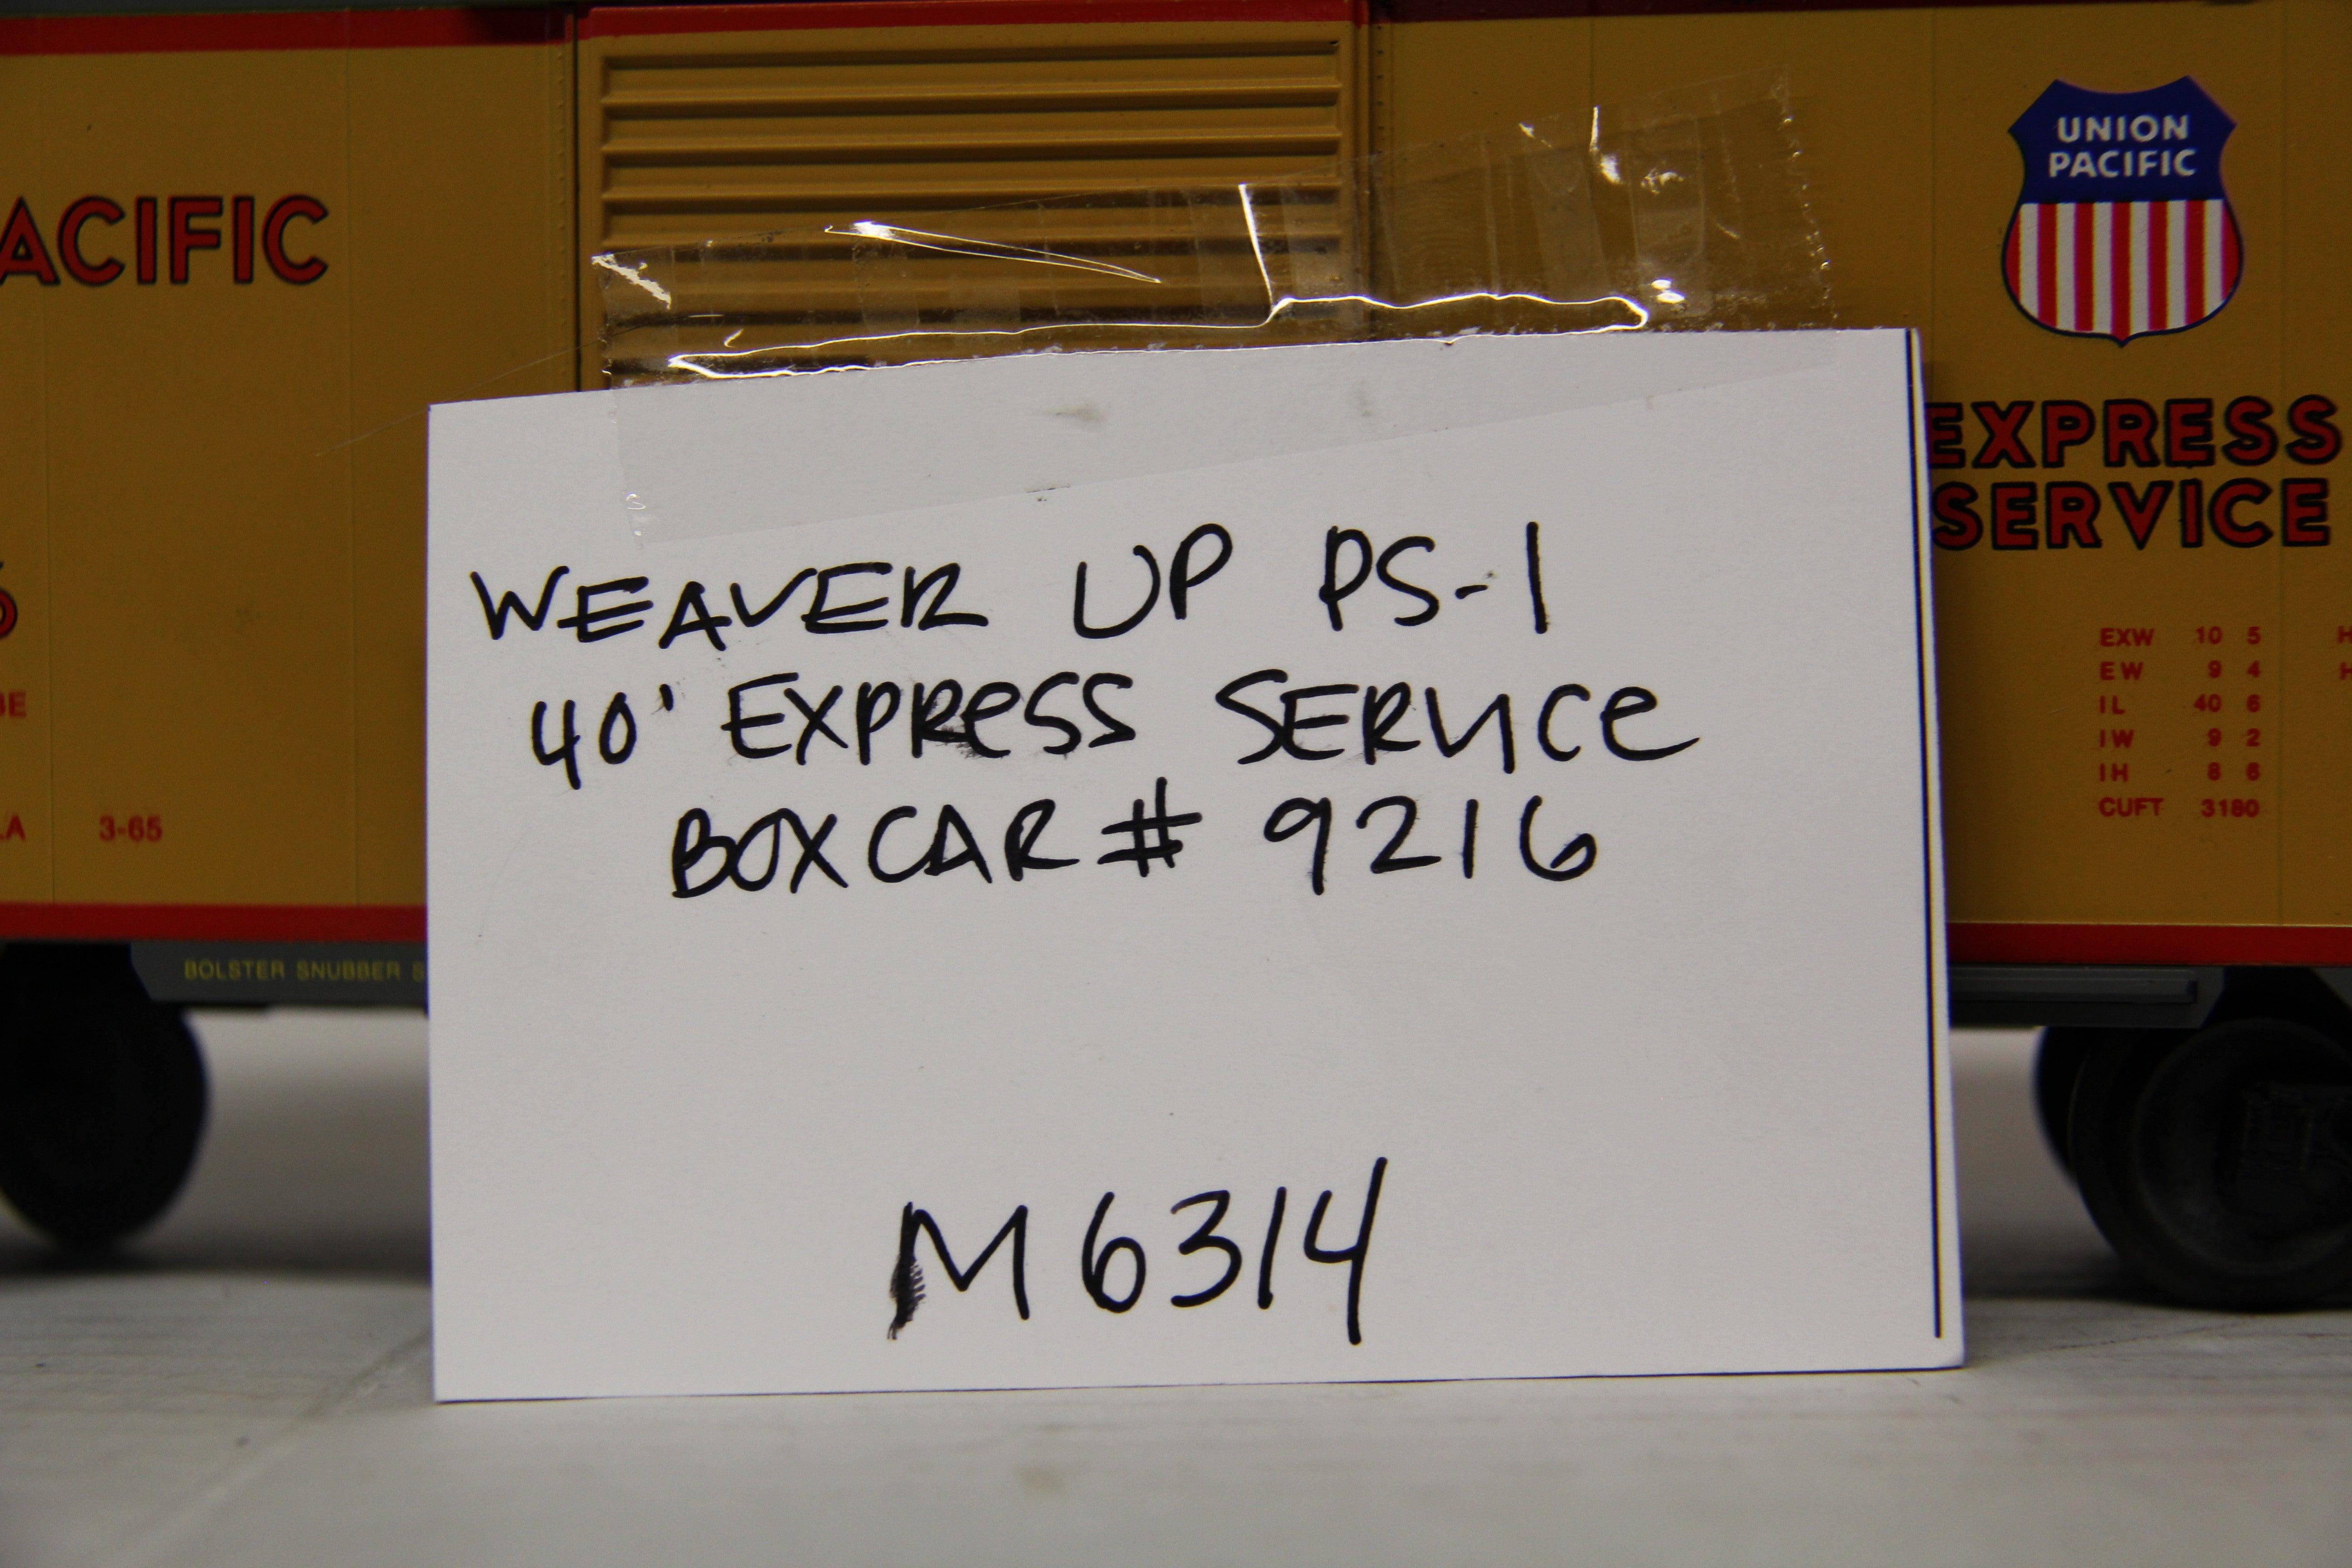 ACIFIC
UNION
PACIFIC
EXPRESS
SERVICE
WEAVER UP PS-1
40' EXPRESS SERVICE
BOXCAR # 9216
M6314
EXW 10 5
EW 9 4
IL 40 6
IW 9 2
IH 8 6
CUFT 3180
3-65
BOLSTER SNUBBER